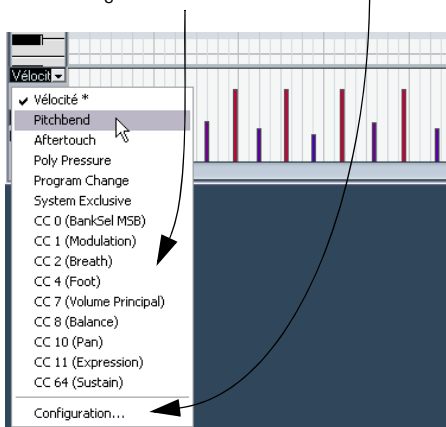 Vélocit
Vélocité *
Pitchbend
Aftertouch
Poly Pressure
Program Change
System Exclusive
CC 0 (BankSel MSB)
CC 1 (Modulation)
CC 2 (Breath)
CC 4 (Foot)
CC 7 (Volume Principal)
CC 8 (Balance)
CC 10 (Pan)
CC 11 (Expression)
CC 64 (Sustain)
Configuration...